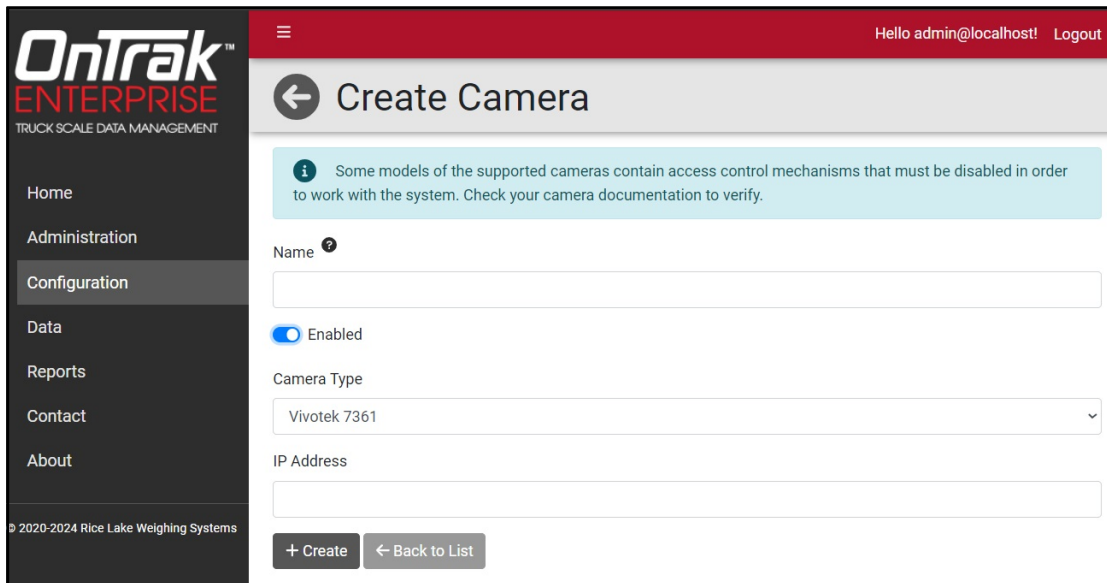 OnTrak™
ENTERPRISE
TRUCK SCALE DATA MANAGEMENT
Home
Administration
Configuration
Data
Reports
Contact
About
© 2020-2024 Rice Lake Weighing Systems
Hello admin@localhost! Logout
Create Camera
Some models of the supported cameras contain access control mechanisms that must be disabled in order
to work with the system. Check your camera documentation to verify.
Name
Enabled
Camera Type
Vivotek 7361
IP Address
+ Create ← Back to List